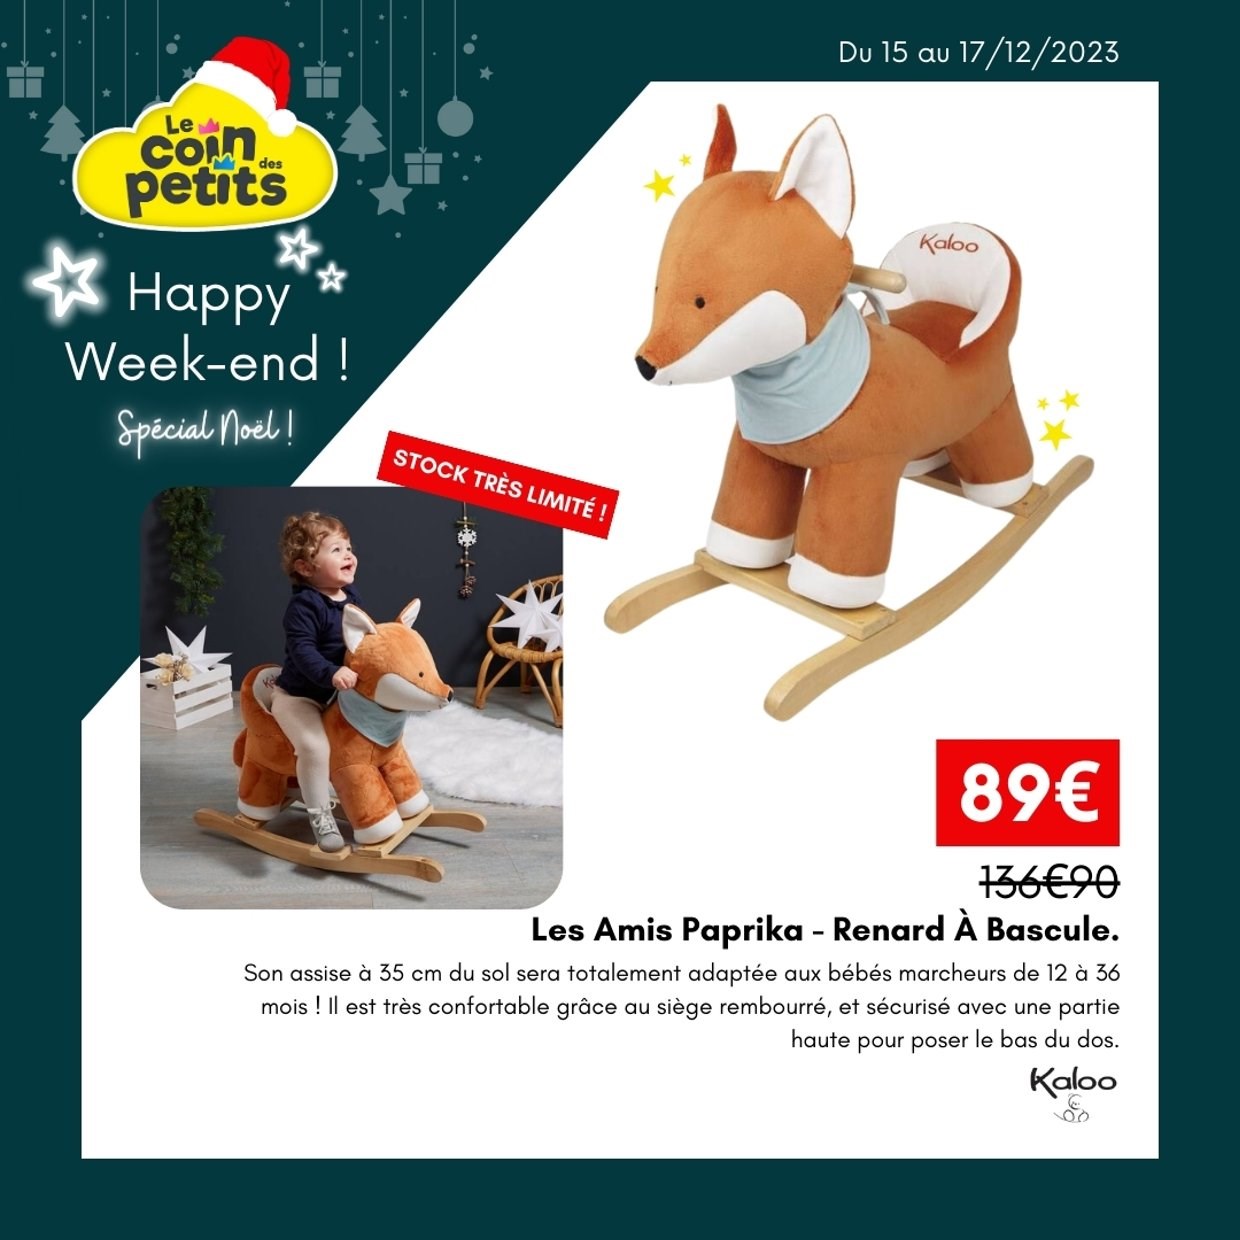 Du 15 au 17/12/2023
Le
coin
des
petits
Happy
Week-end !
Spécial Noël !
Kaloo
STOCK TRÈS LIMITÉ !
89€
136€90
Les Amis Paprika - Renard À Bascule.
Son assise à 35 cm du sol sera totalement adaptée aux bébés marcheurs de 12 à 36
mois ! Il est très confortable grâce au siège rembourré, et sécurisé avec une partie
haute pour poser le bas du dos.
Kaloo